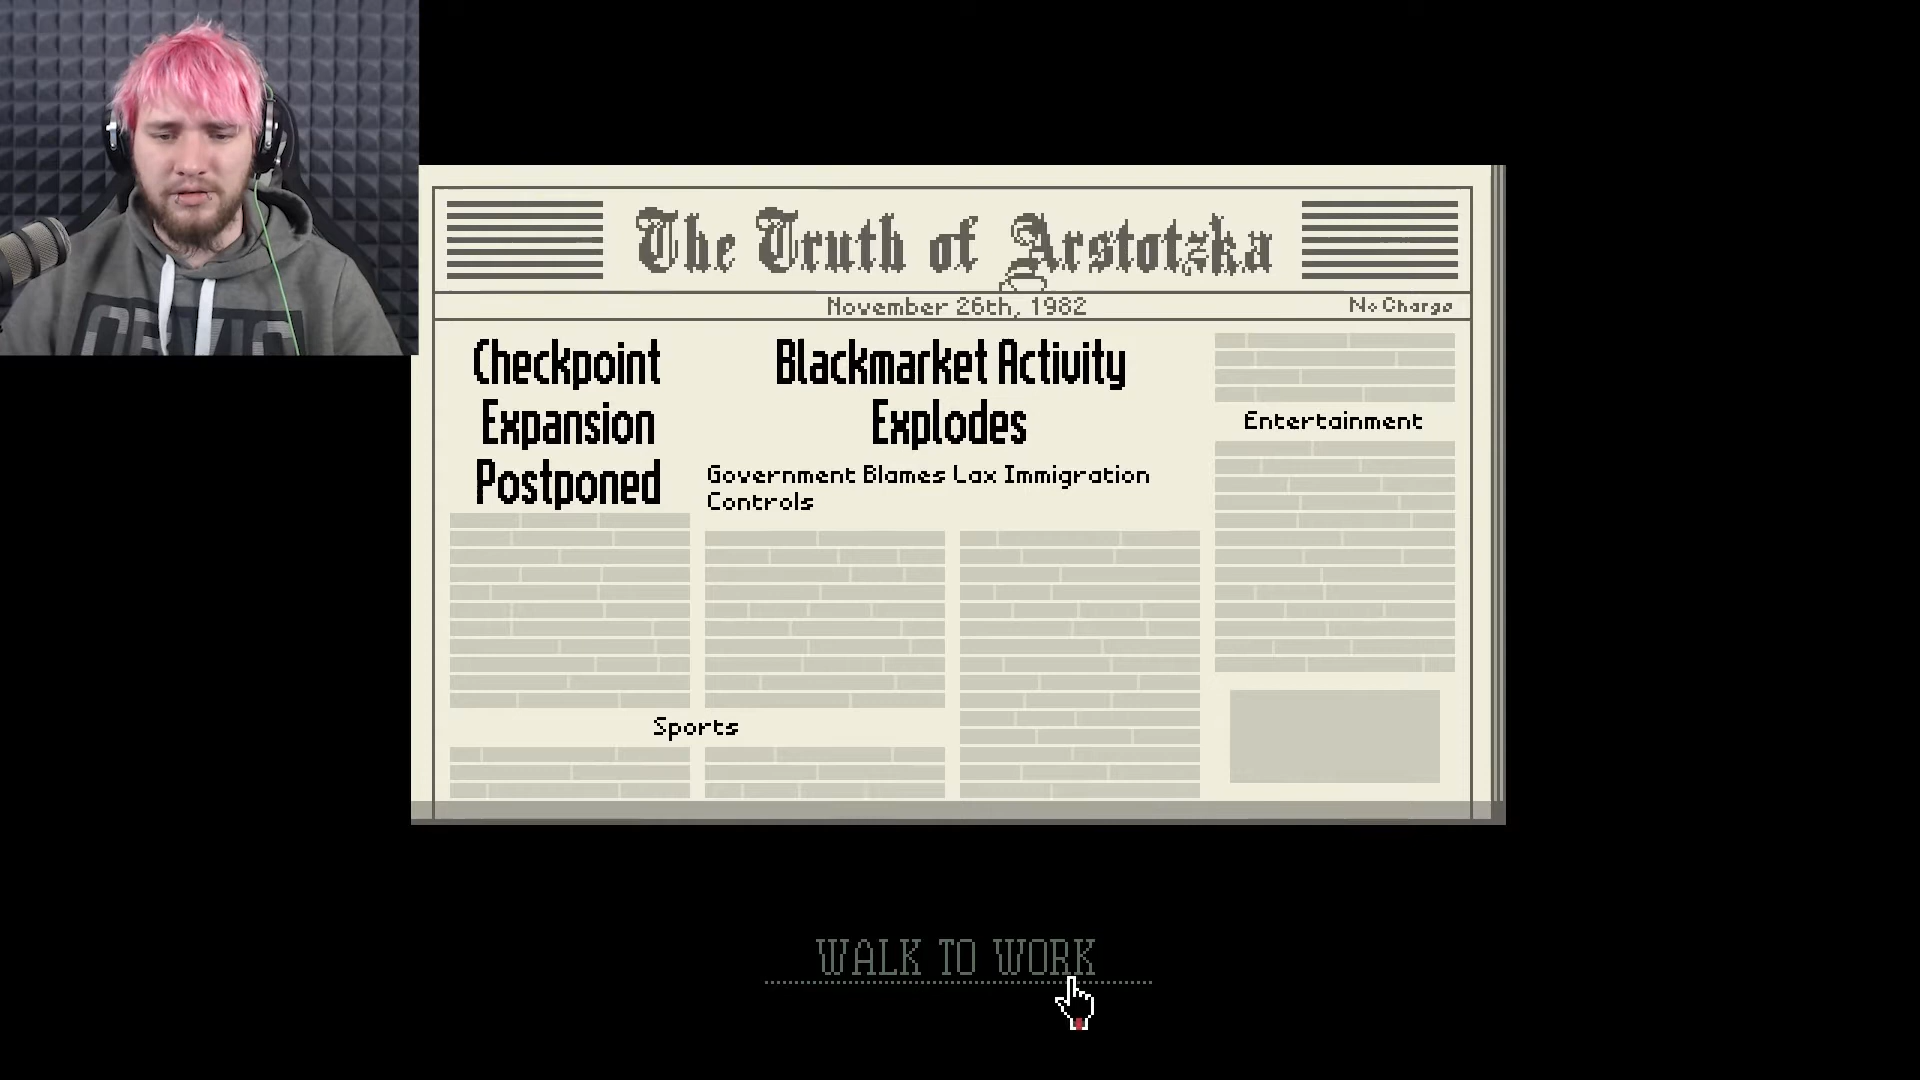 The Truth of Arstotzka
November 26th, 1982
No Charge
Checkpoint
Expansion
Postponed
Blackmarket Activity
Explodes
Government Blames Lax Immigration
Controls
Entertainment
Sports
WALK TO WORK